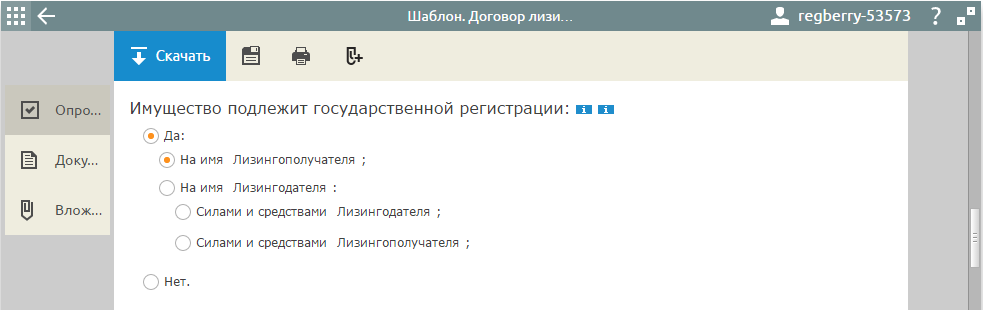 Шаблон. Договор лизи...
regberry-53573 ?
Скачать
Опро...
Доку...
Влож...
Имущество подлежит государственной регистрации: i i
Да:
На имя Лизингополучателя ;
На имя Лизингодателя :
Силами и средствами Лизингодателя ;
Силами и средствами Лизингополучателя ;
Нет.